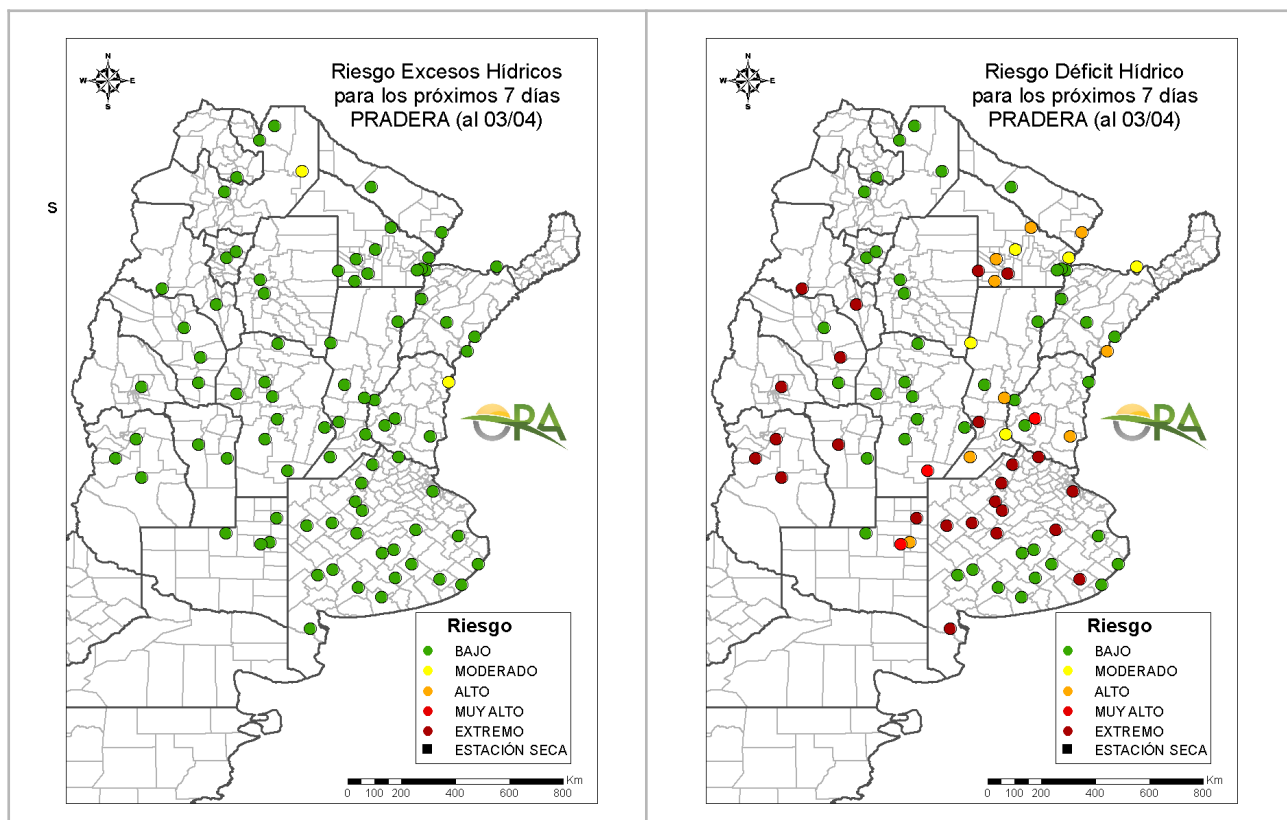 S
N
W
E
S
Riesgo Excesos Hídricos
para los próximos 7 días
PRADERA (al 03/04)
ORA
Riesgo
BAJO
MODERADO
ALTO
MUY ALTO
EXTREMO
ESTACIÓN SECA
Km
0 100 200 400 600 800
N
W
E
S
Riesgo Déficit Hídrico
para los próximos 7 días
PRADERA (al 03/04)
ORA
Riesgo
BAJO
MODERADO
ALTO
MUY ALTO
EXTREMO
ESTACIÓN SECA
Km
0 100 200 400 600 800